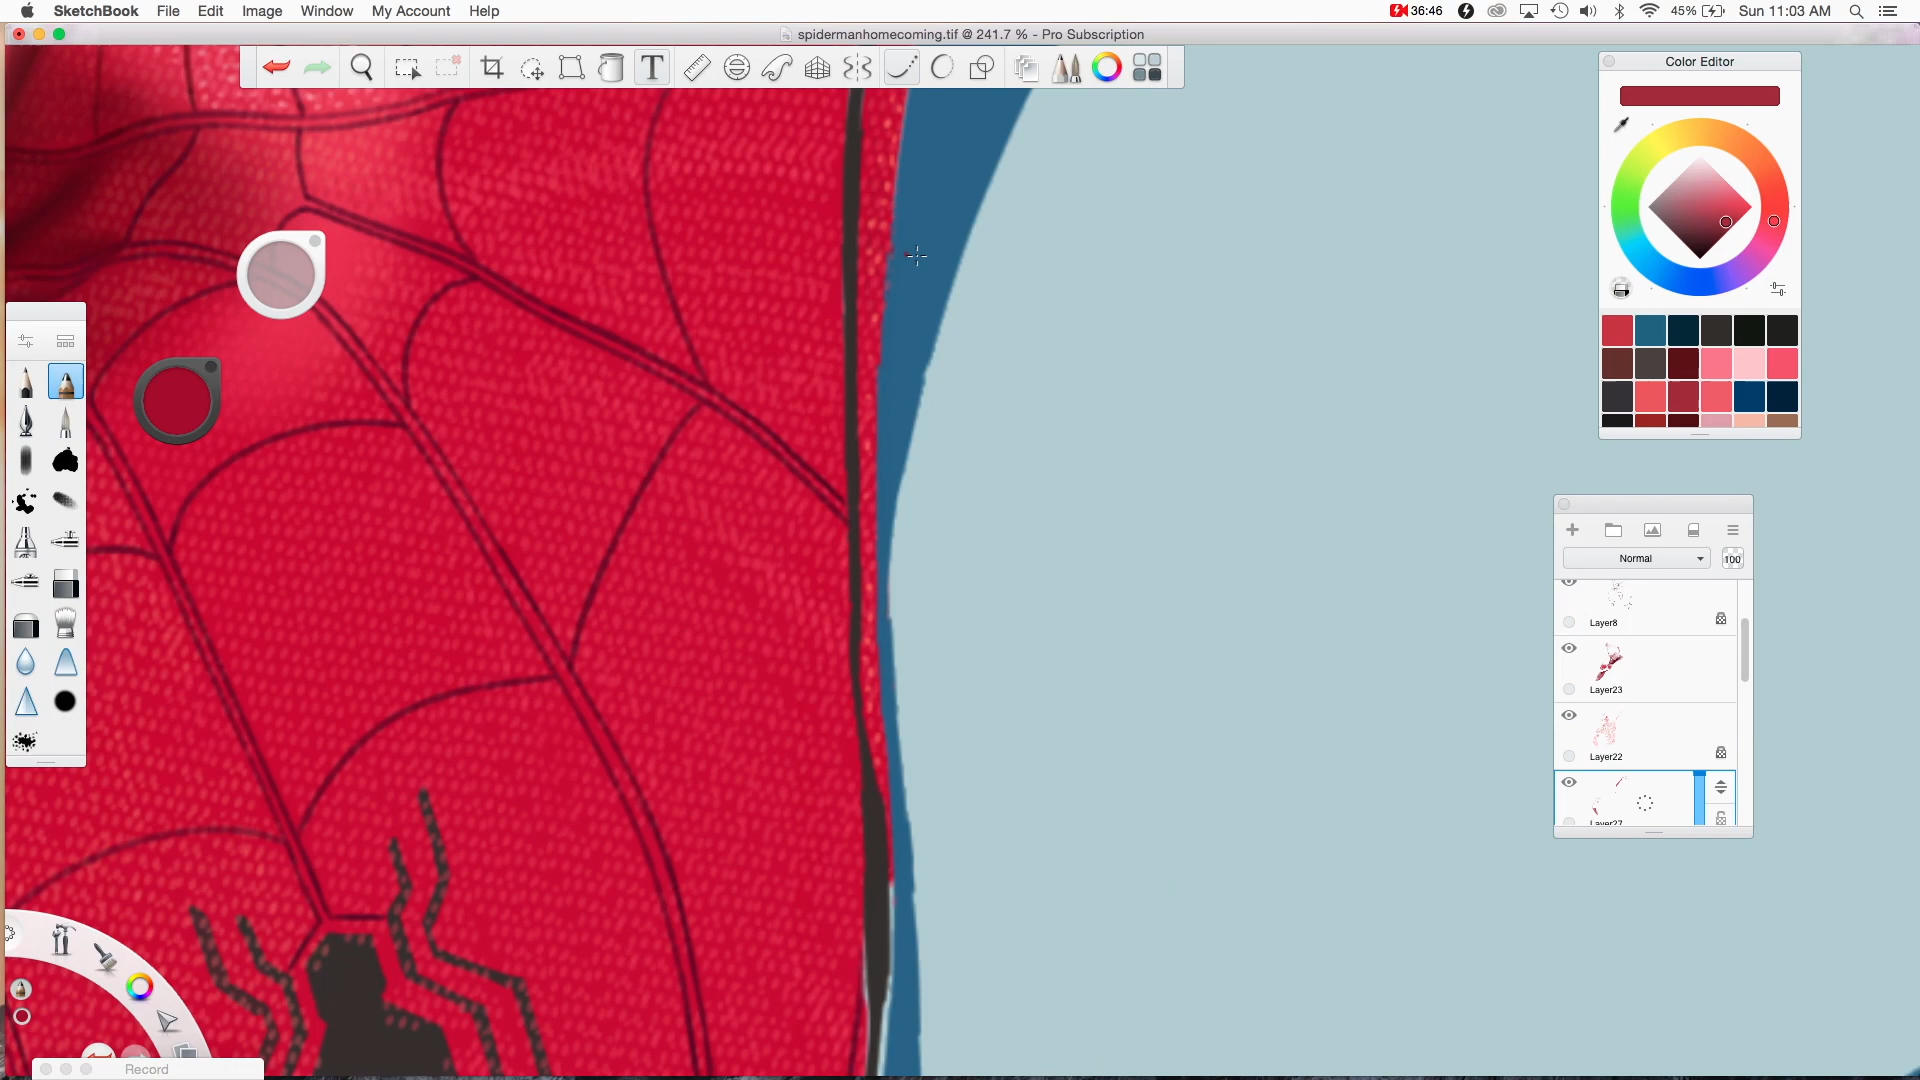 SketchBook File Edit Image Window My Account Help 36:46 45% Sun 11:03 AM
spidermanhomecoming.tif @ 241.7 % - Pro Subscription
T
Color Editor
Normal 100
Layer8
Layer23
Layer22
Layer27
Record